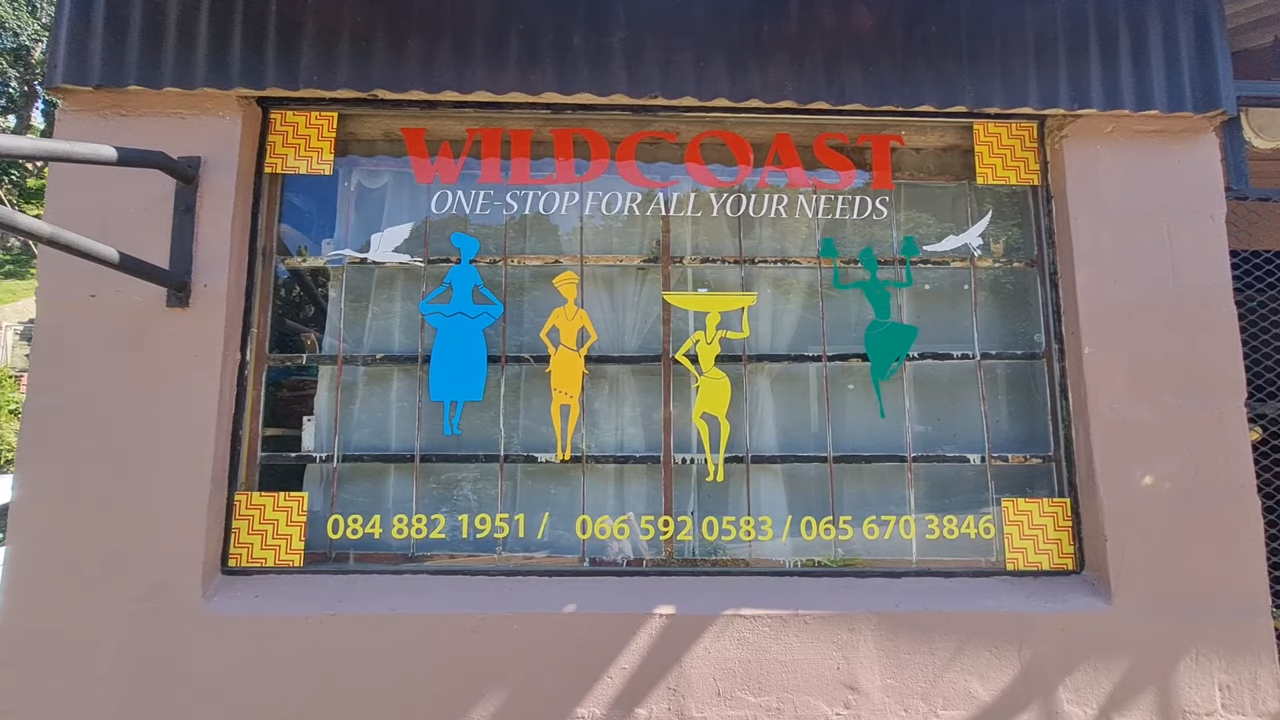 WILDCOAST
ONE-STOP FOR ALL YOUR NEEDS
084 882 1951 / 066 592 0583 / 065 670 3846